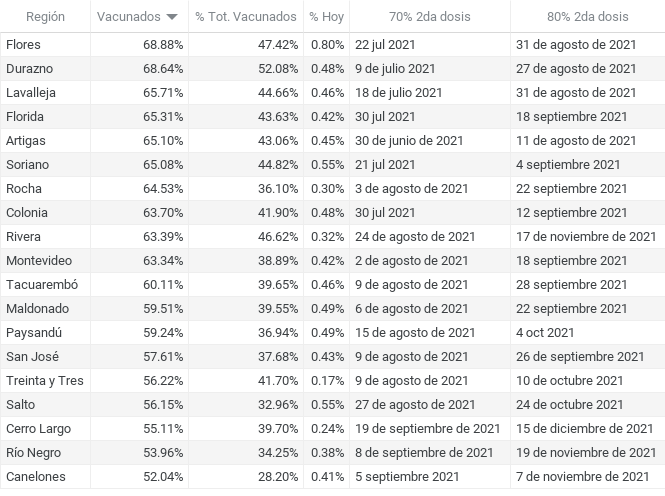 Región Vacunados % Tot. Vacunados % Hoy 70% 2da dosis 80% 2da dosis
Flores 68.88% 47.42% 0.80% 22 jul 2021 31 de agosto de 2021
Durazno 68.64% 52.08% 0.48% 9 de julio 2021 27 de agosto de 2021
Lavalleja 65.71% 44.66% 0.46% 18 de julio 2021 31 de agosto de 2021
Florida 65.31% 43.63% 0.42% 30 jul 2021 18 septiembre 2021
Artigas 65.10% 43.06% 0.45% 30 de junio de 2021 11 de agosto de 2021
Soriano 65.08% 44.82% 0.55% 21 jul 2021 4 septiembre 2021
Rocha 64.53% 36.10% 0.30% 3 de agosto de 2021 22 septiembre 2021
Colonia 63.70% 41.90% 0.48% 30 jul 2021 12 septiembre 2021
Rivera 63.39% 46.62% 0.32% 24 de agosto de 2021 17 de noviembre de 2021
Montevideo 63.34% 38.89% 0.42% 2 de agosto de 2021 18 septiembre 2021
Tacuarembó 60.11% 39.65% 0.46% 9 de agosto de 2021 28 septiembre 2021
Maldonado 59.51% 39.55% 0.49% 6 de agosto de 2021 22 septiembre 2021
Paysandú 59.24% 36.94% 0.49% 15 de agosto de 2021 4 oct 2021
San José 57.61% 37.68% 0.43% 9 de agosto de 2021 26 de septiembre 2021
Treinta y Tres 56.22% 41.70% 0.17% 9 de agosto de 2021 10 de octubre 2021
Salto 56.15% 32.96% 0.55% 27 de agosto de 2021 24 de octubre 2021
Cerro Largo 55.11% 39.70% 0.24% 19 de septiembre de 2021 15 de diciembre de 2021
Río Negro 53.96% 34.25% 0.38% 8 de septiembre de 2021 19 de noviembre de 2021
Canelones 52.04% 28.20% 0.41% 5 septiembre 2021 7 de noviembre de 2021